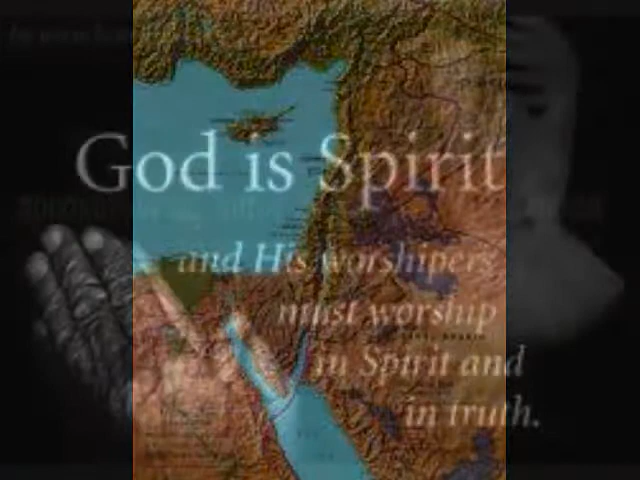 God is Spirit
and His worshipers
must worship
in Spirit and
in truth.